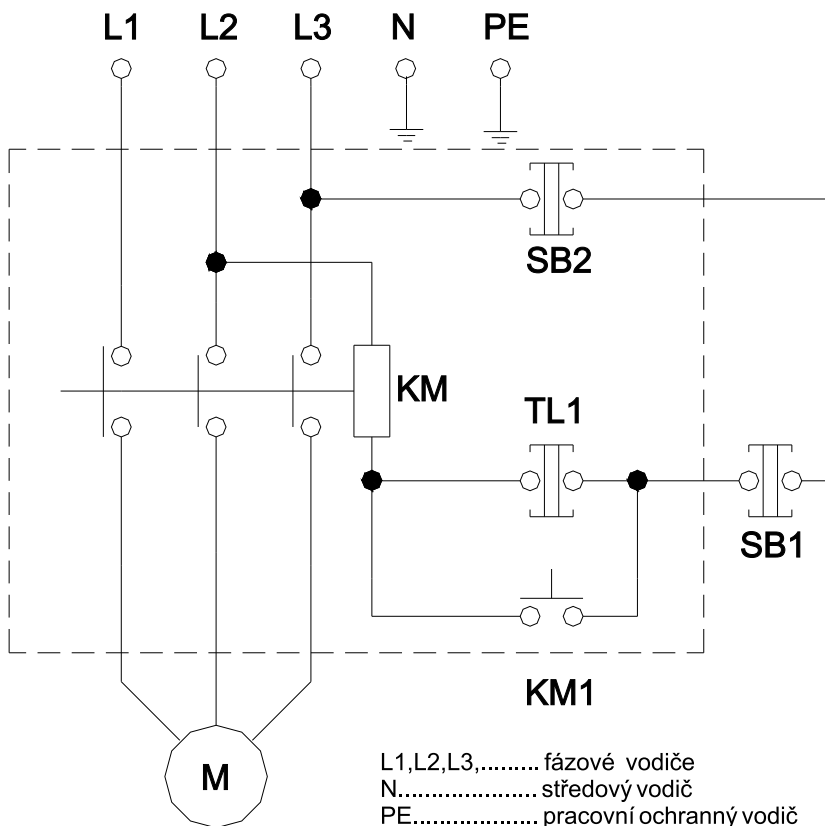 L1 L2 L3 N PE
SB2
KM
TL1
SB1
KM1
M
L1,L2,L3,......... fázové vodiče
N.................... středový vodič
PE.................. pracovní ochranný vodič